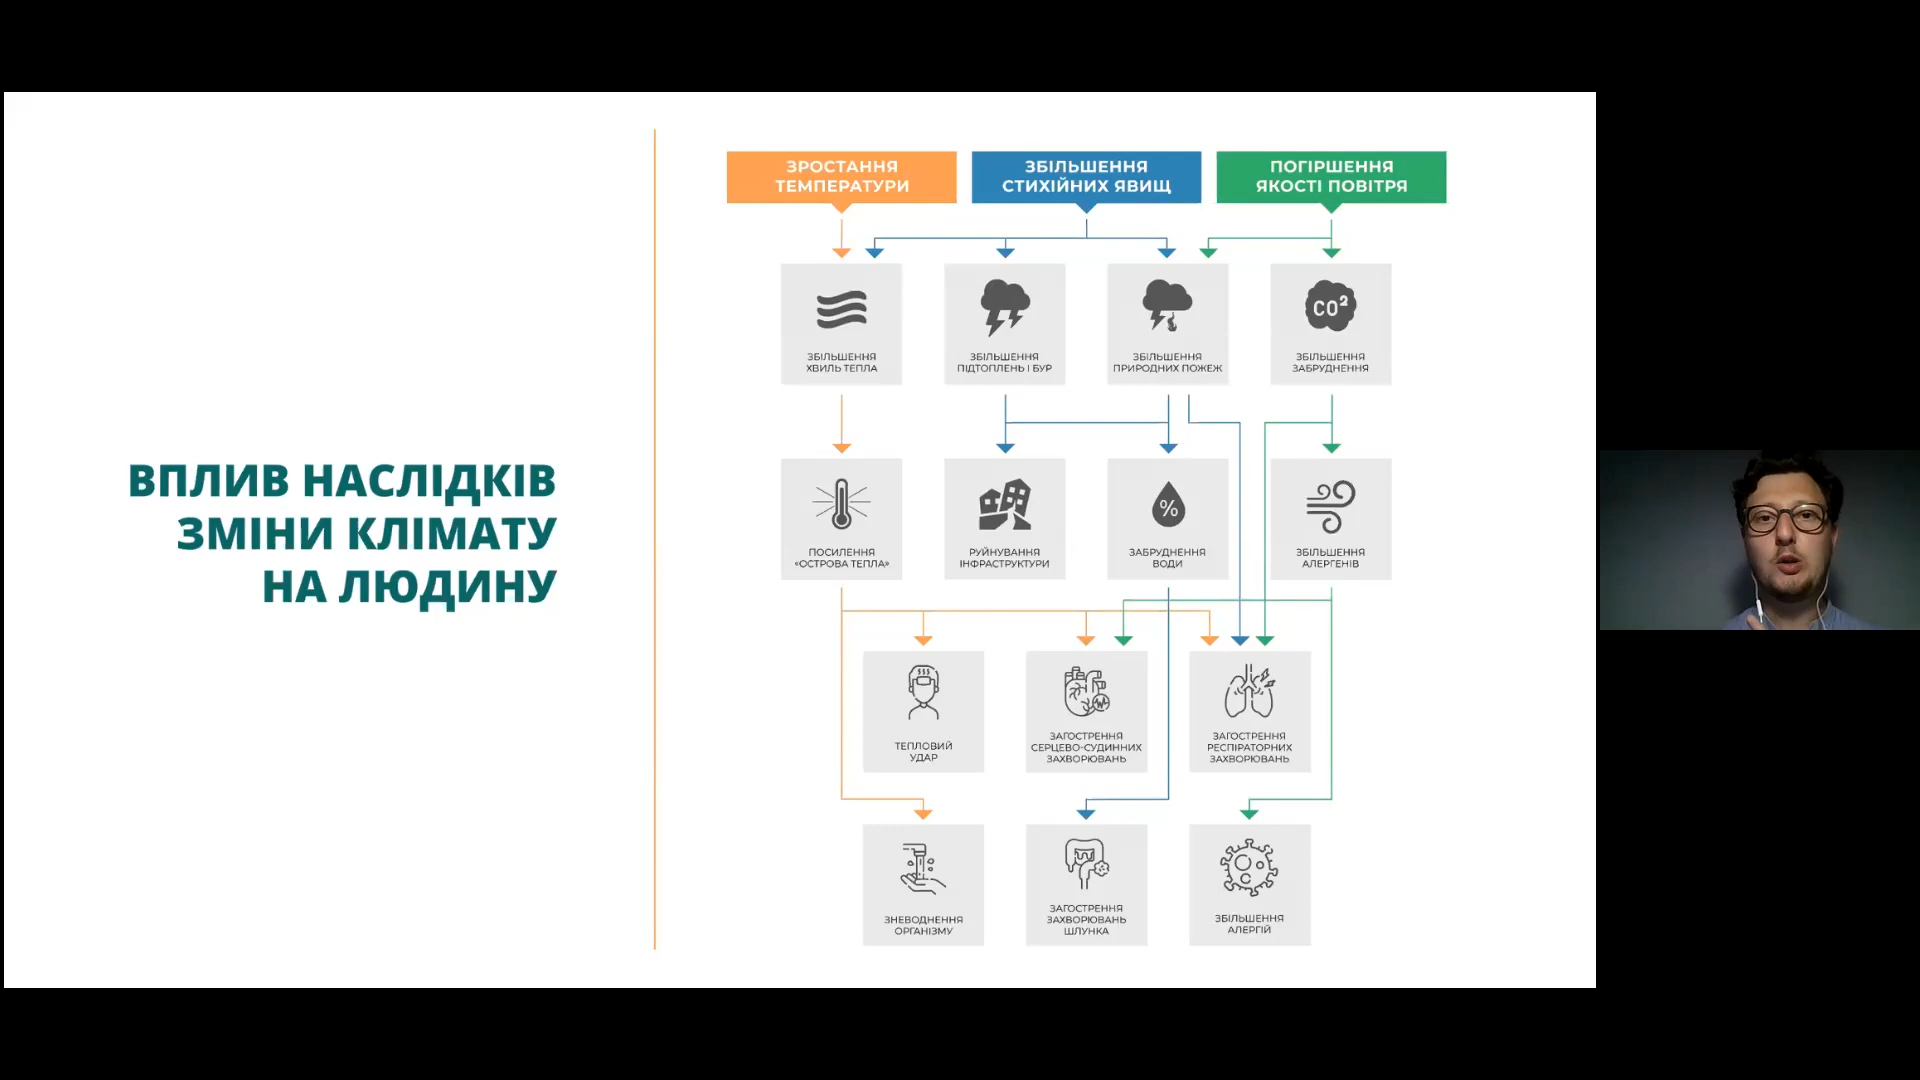 ВПЛИВ НАСЛІДКІВ
ЗМІНИ КЛІМАТУ
НА ЛЮДИНУ
ЗРОСТАННЯ
ТЕМПЕРАТУРИ
ЗБІЛЬШЕННЯ
СТИХІЙНИХ ЯВИЩ
ПОГІРШЕННЯ
ЯКОСТІ ПОВІТРЯ
ЗБІЛЬШЕННЯ
ХВИЛЬ ТЕПЛА
ЗБІЛЬШЕННЯ
ПІДТОПЛЕНЬ І БУР
ЗБІЛЬШЕННЯ
ПРИРОДНИХ ПОЖЕЖ
CO²
ЗБІЛЬШЕННЯ
ЗАБРУДНЕННЯ
ПОСИЛЕННЯ
«ОСТРОВА ТЕПЛА»
РУЙНУВАННЯ
ІНФРАСТРУКТУРИ
%
ЗАБРУДНЕННЯ
ВОДИ
ЗБІЛЬШЕННЯ
АЛЕРГЕНІВ
ТЕПЛОВИЙ
УДАР
ЗАГОСТРЕННЯ
СЕРЦЕВО-СУДИННИХ
ЗАХВОРЮВАНЬ
ЗАГОСТРЕННЯ
РЕСПІРАТОРНИХ
ЗАХВОРЮВАНЬ
ЗНЕВОДНЕННЯ
ОРГАНІЗМУ
ЗАГОСТРЕННЯ
ЗАХВОРЮВАНЬ
ШЛУНКА
ЗБІЛЬШЕННЯ
АЛЕРГІЙ